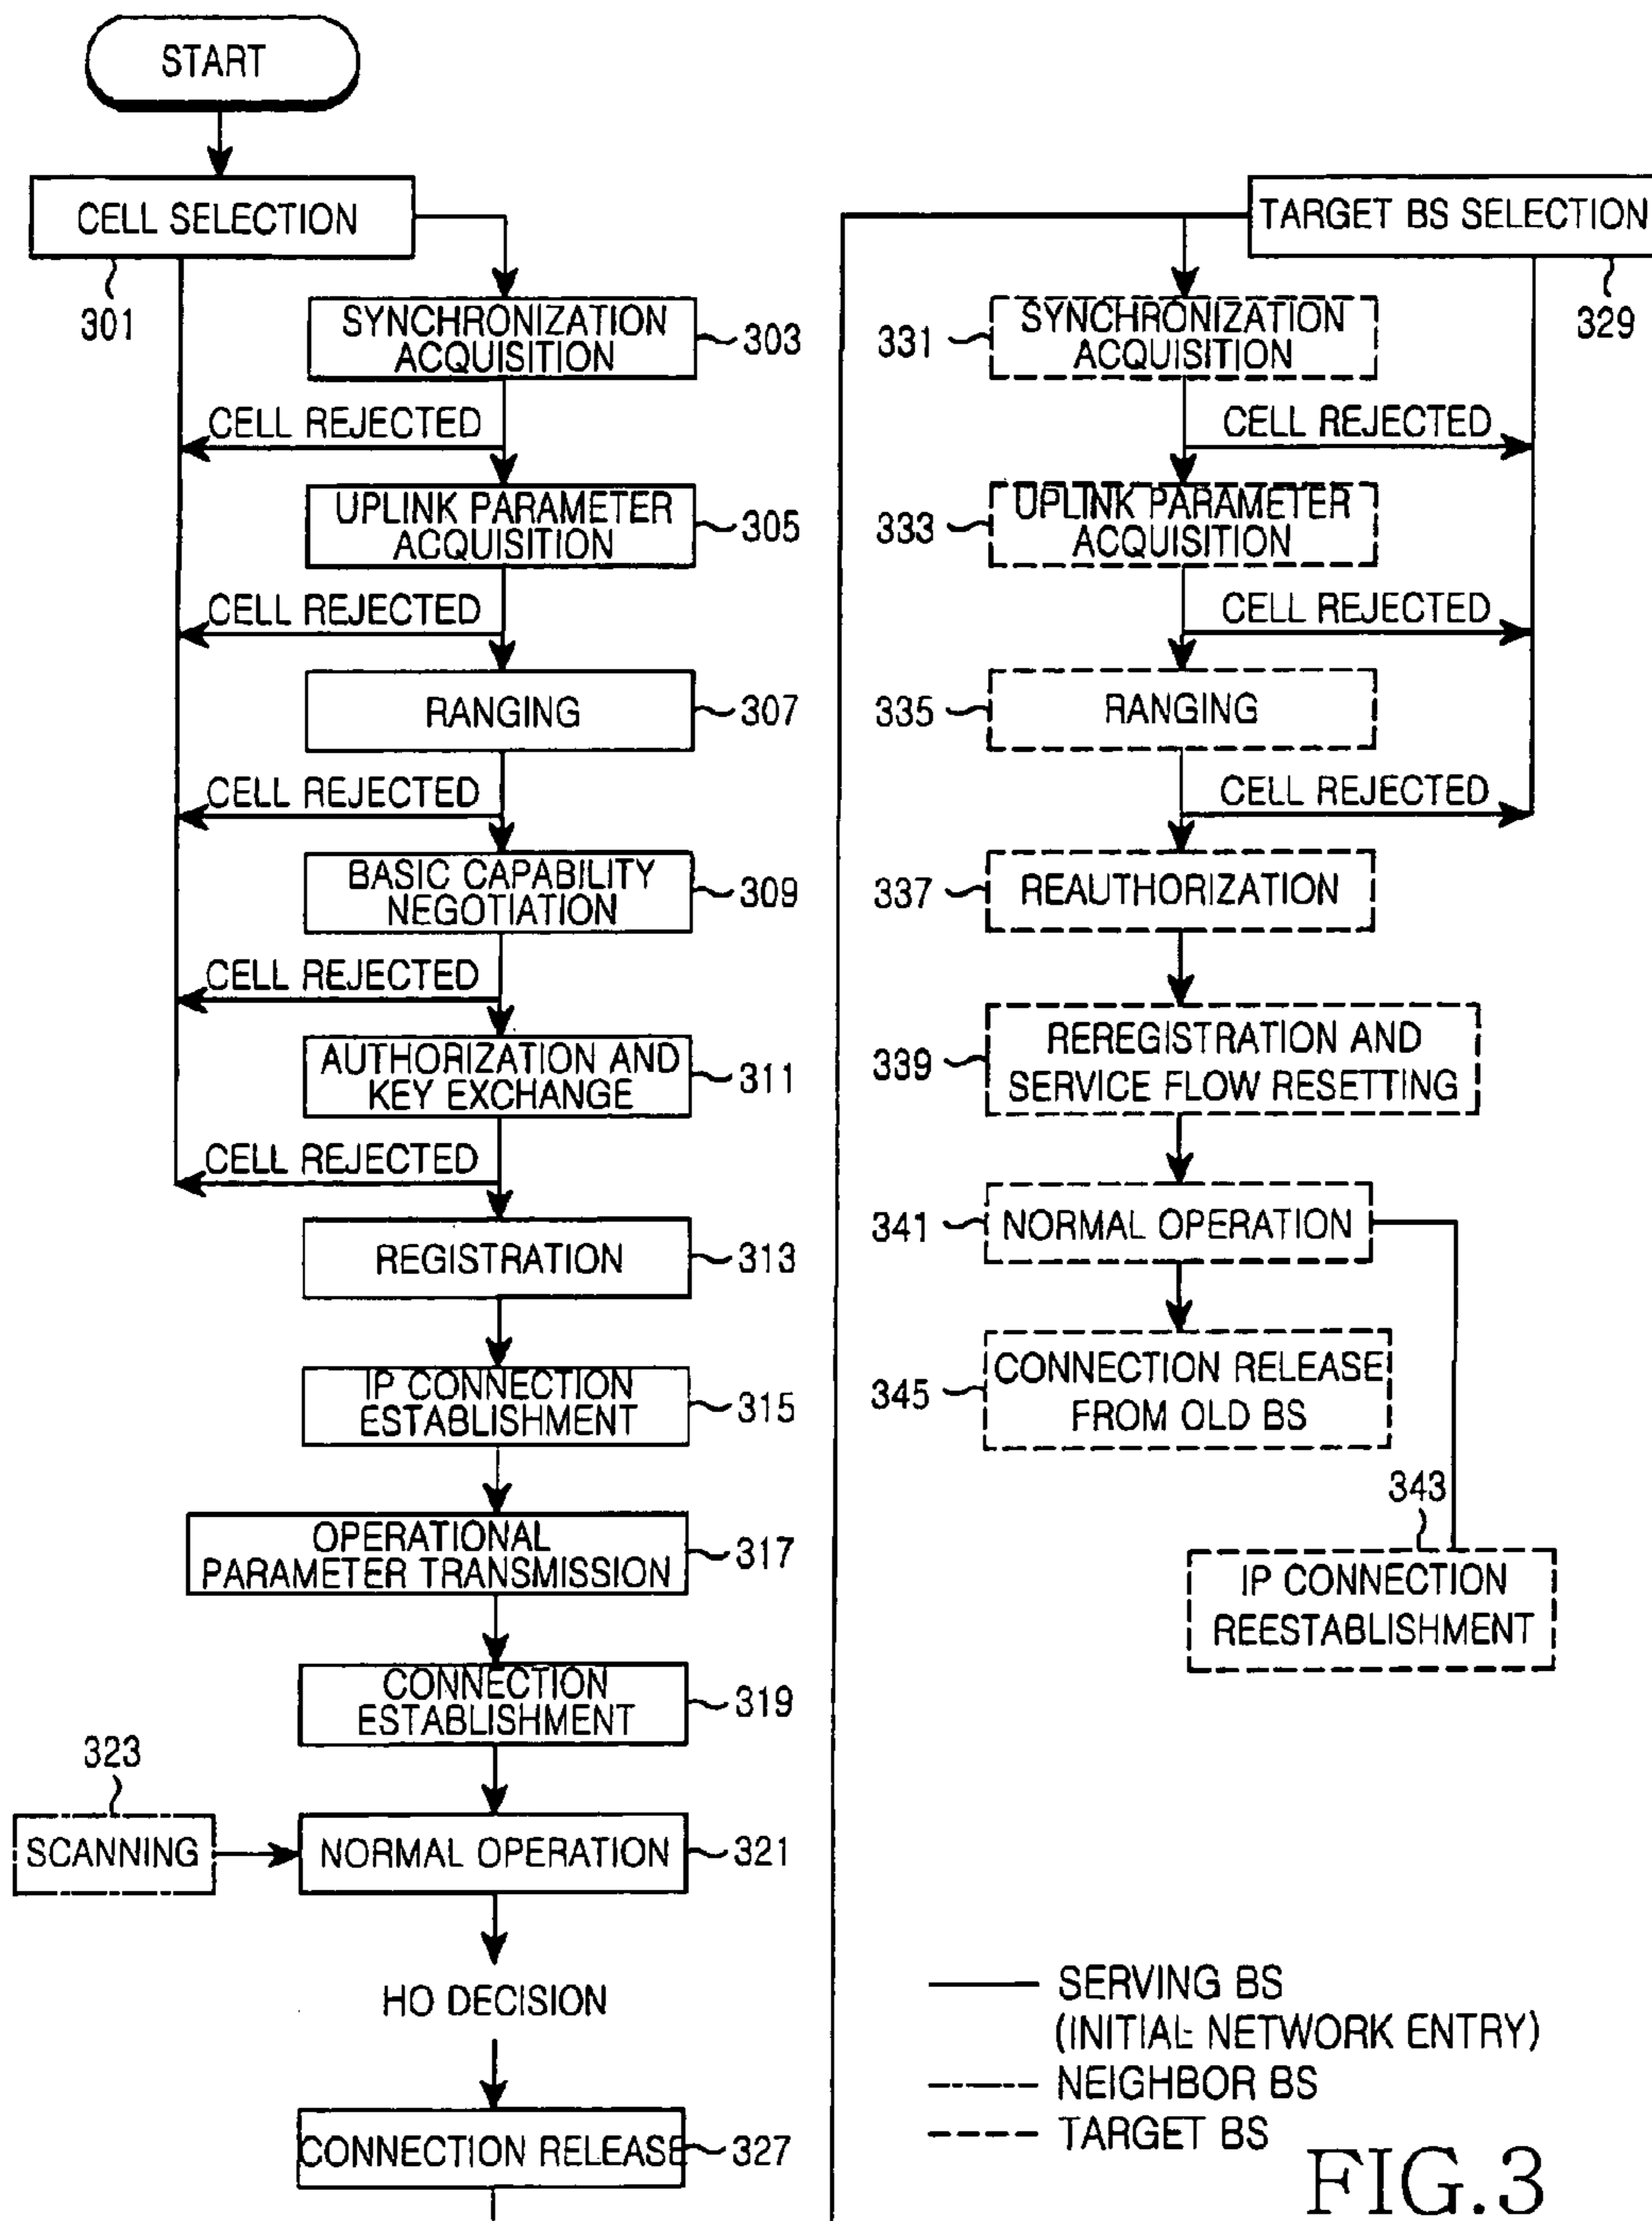 START
CELL SELECTION
301
SYNCHRONIZATION
ACQUISITION
303
CELL REJECTED
UPLINK PARAMETER
ACQUISITION
305
CELL REJECTED
RANGING
307
CELL REJECTED
BASIC CAPABILITY
NEGOTIATION
309
CELL REJECTED
AUTHORIZATION AND
KEY EXCHANGE
311
CELL REJECTED
REGISTRATION
313
IP CONNECTION
ESTABLISHMENT
315
OPERATIONAL
PARAMETER TRANSMISSION
317
CONNECTION
ESTABLISHMENT
319
323
SCANNING
NORMAL OPERATION
321
HO DECISION
CONNECTION RELEASE
327
TARGET BS SELECTION
329
331
SYNCHRONIZATION
ACQUISITION
CELL REJECTED
333
UPLINK PARAMETER
ACQUISITION
CELL REJECTED
335
RANGING
CELL REJECTED
337
REAUTHORIZATION
339
REREGISTRATION AND
SERVICE FLOW RESETTING
341
NORMAL OPERATION
345
CONNECTION RELEASE
FROM OLD BS
343
IP CONNECTION
REESTABLISHMENT
SERVING BS
(INITIAL NETWORK ENTRY)
NEIGHBOR BS
TARGET BS
FIG.3